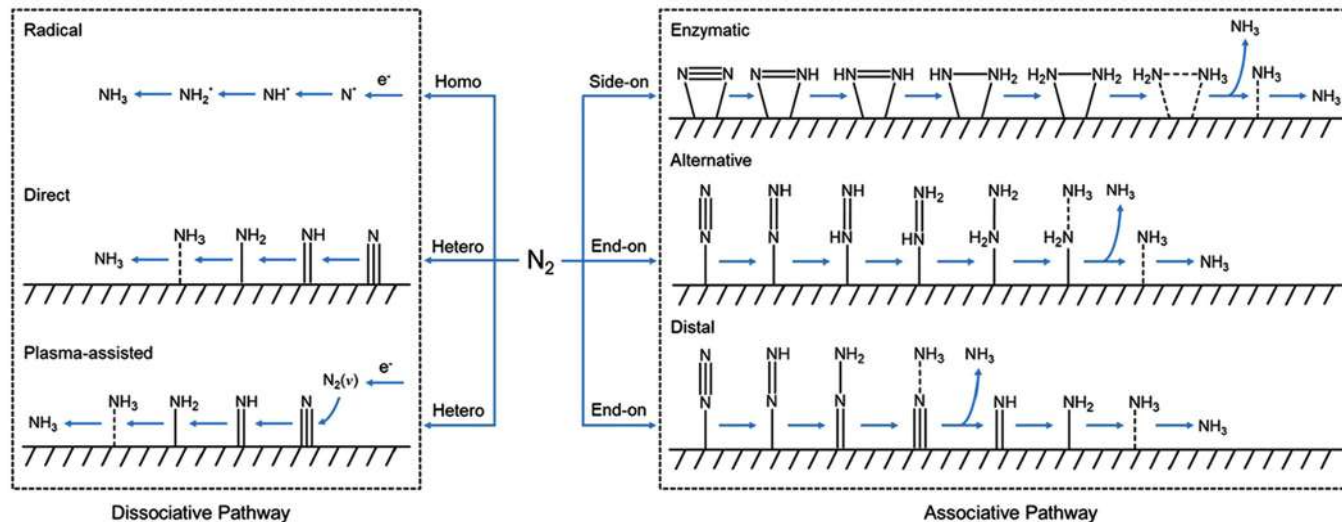 Radical
NH₃ NH₂• NH• N• e⁻
Homo
Direct
NH₃ NH₃ NH₂ NH N
Hetero
Plasma-assisted
N₂(v) e⁻
NH₃ NH₃ NH₂ NH N
Hetero
Dissociative Pathway
N₂
Side-on
End-on
End-on
Enzymatic
NH₃
N N N NH HN NH HN NH₂ H₂N NH₂ H₂N NH₃ NH₃ NH₃
Alternative
N NH NH NH₂ NH₂ NH₃ NH₃
N N HN HN H₂N H₂N NH₃ NH₃
Distal
N NH NH₂ NH₃ NH₃
N N N N NH NH₂ NH₃ NH₃
Associative Pathway